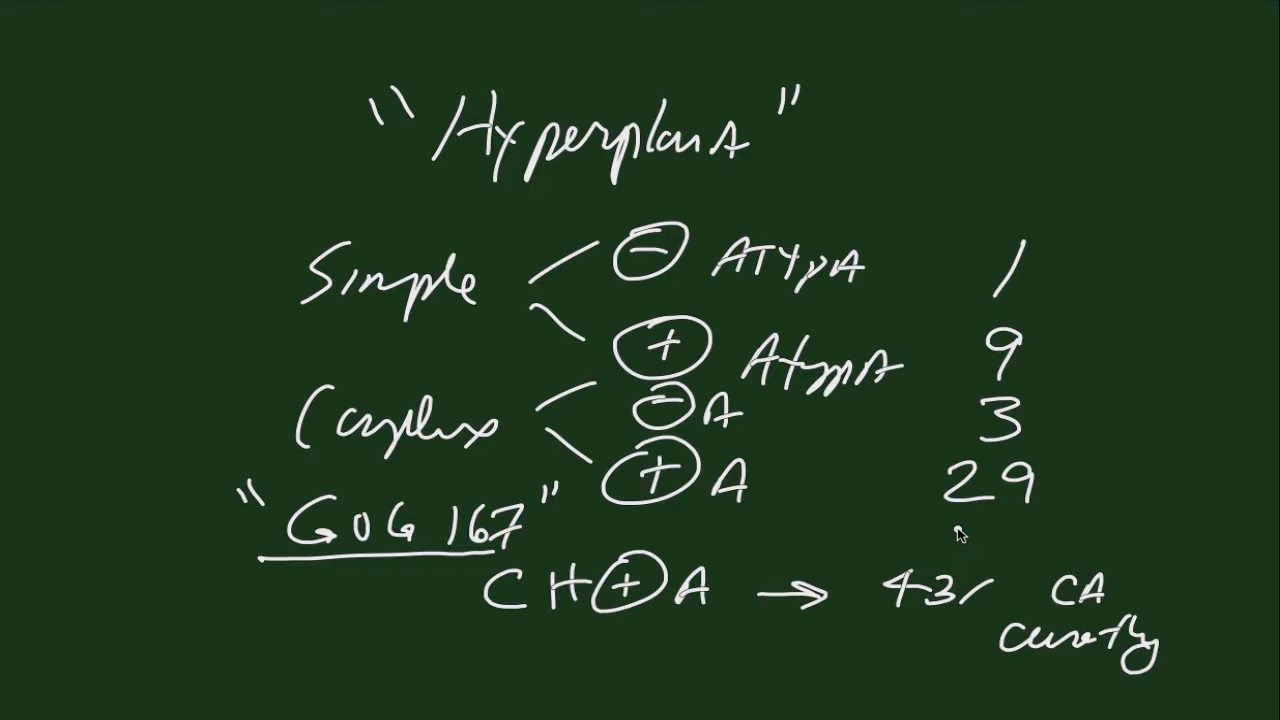 "Hyperplasia"
Simple ⊖ ATYPIA 1
⊕ AtypiA 9
Complex ⊖ A 3
⊕ A 29
"GOG 167"
CH ⊕ A → 43% CA
currently